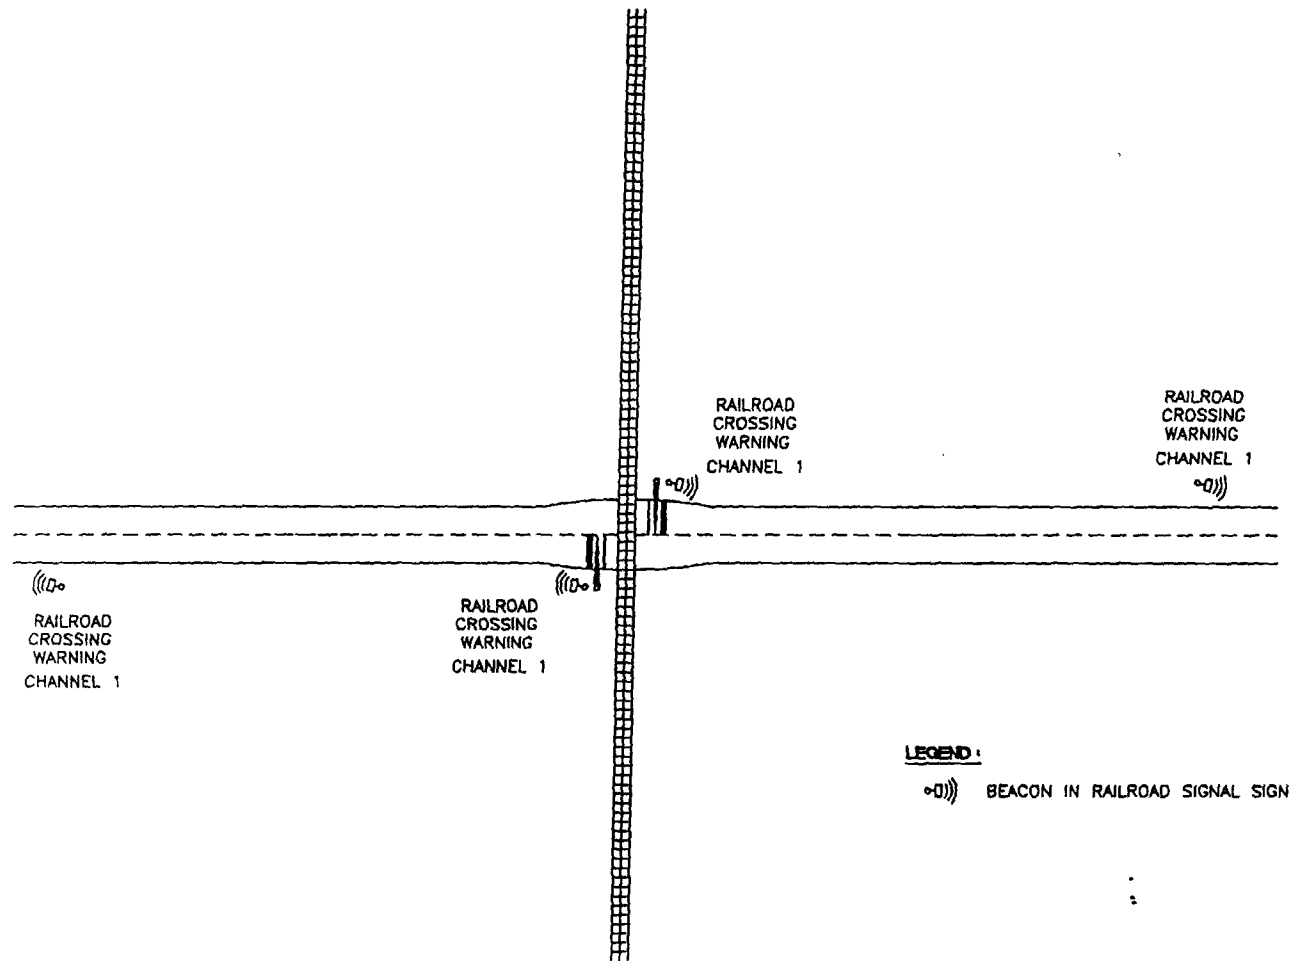 RAILROAD
CROSSING
WARNING
CHANNEL 1
RAILROAD
CROSSING
WARNING
CHANNEL 1
RAILROAD
CROSSING
WARNING
CHANNEL 1
RAILROAD
CROSSING
WARNING
CHANNEL 1
LEGEND:
BEACON IN RAILROAD SIGNAL SIGN